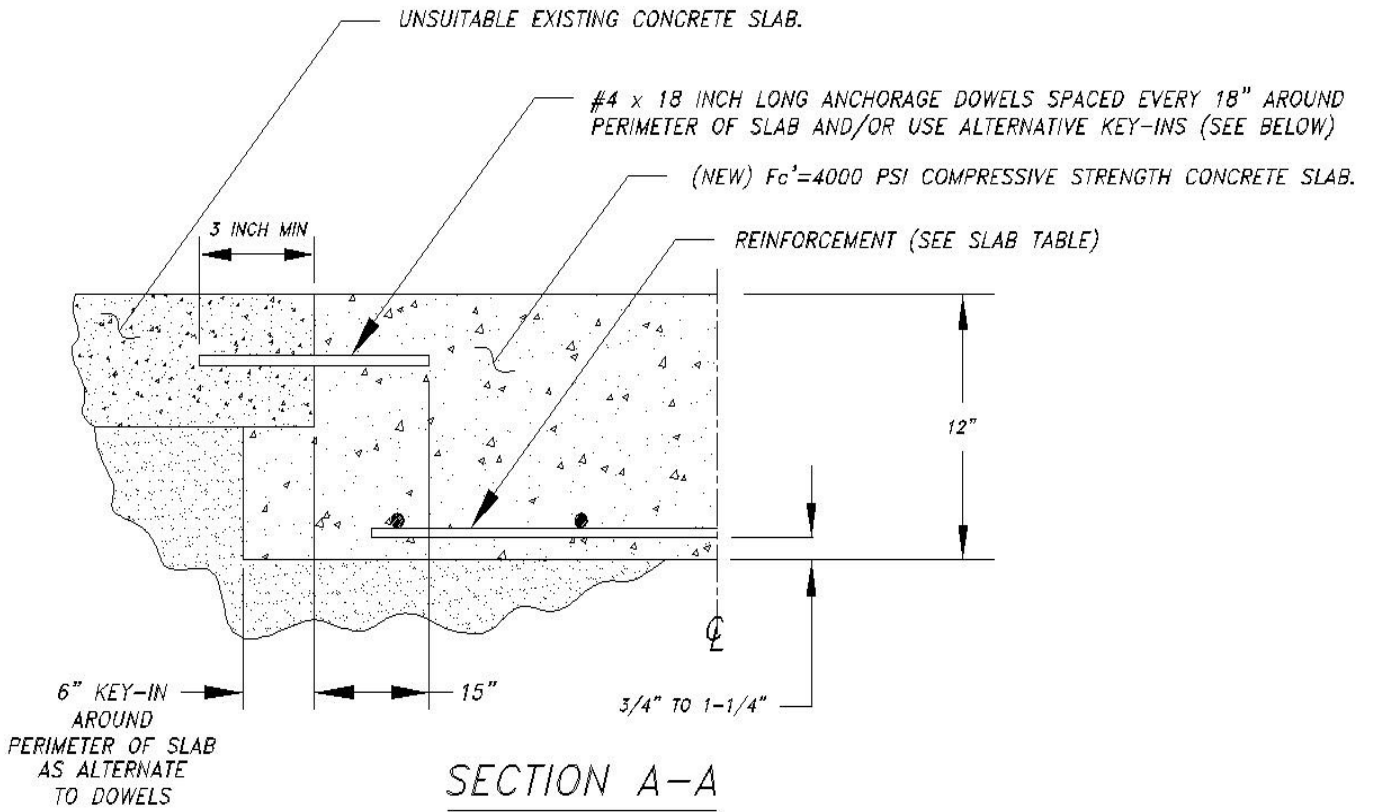 UNSUITABLE EXISTING CONCRETE SLAB.
#4 x 18 INCH LONG ANCHORAGE DOWELS SPACED EVERY 18" AROUND
PERIMETER OF SLAB AND/OR USE ALTERNATIVE KEY-INS (SEE BELOW)
(NEW) Fc'=4000 PSI COMPRESSIVE STRENGTH CONCRETE SLAB.
3 INCH MIN
REINFORCEMENT (SEE SLAB TABLE)
12"
℄
6" KEY-IN
AROUND
PERIMETER OF SLAB
AS ALTERNATE
TO DOWELS
15"
3/4" TO 1-1/4"
SECTION A-A